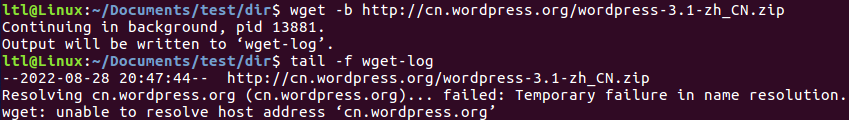 ltl@Linux:~/Documents/test/dir$ wget -b http://cn.wordpress.org/wordpress-3.1-zh_CN.zip
Continuing in background, pid 13881.
Output will be written to ‘wget-log’.
ltl@Linux:~/Documents/test/dir$ tail -f wget-log
--2022-08-28 20:47:44--  http://cn.wordpress.org/wordpress-3.1-zh_CN.zip
Resolving cn.wordpress.org (cn.wordpress.org)... failed: Temporary failure in name resolution.
wget: unable to resolve host address ‘cn.wordpress.org’